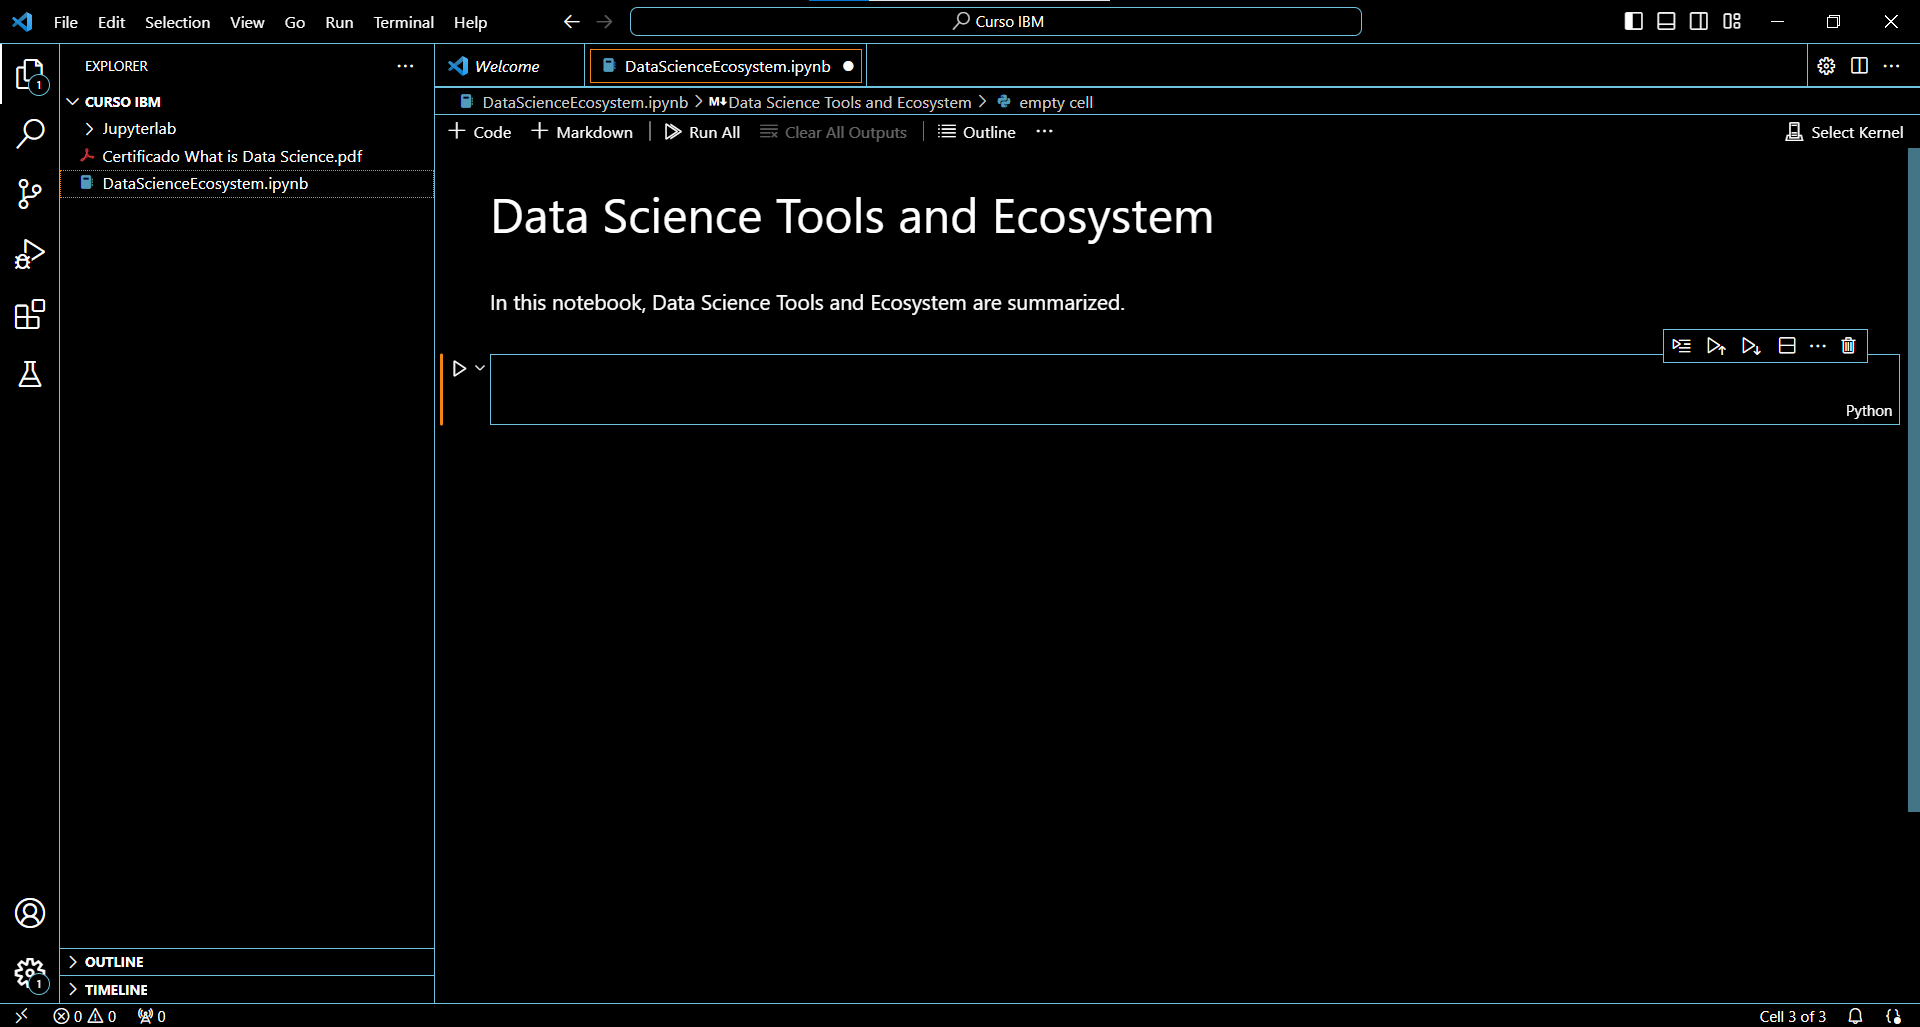 File Edit Selection View Go Run Terminal Help
Curso IBM
EXPLORER
CURSO IBM
Jupyterlab
Certificado What is Data Science.pdf
DataScienceEcosystem.ipynb
OUTLINE
TIMELINE
Welcome
DataScienceEcosystem.ipynb
DataScienceEcosystem.ipynb > M↓ Data Science Tools and Ecosystem > empty cell
+ Code + Markdown | Run All Clear All Outputs | Outline ... Select Kernel
Data Science Tools and Ecosystem
In this notebook, Data Science Tools and Ecosystem are summarized.
Python
1
1
0 0 0
Cell 3 of 3